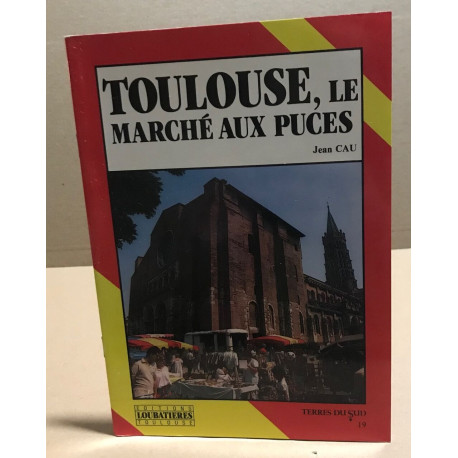 TOULOUSE, LE
MARCHÉ AUX PUCES
Jean CAU
EDITIONS
LOUBATIÈRES
TOULOUSE
TERRES DU SUD
19